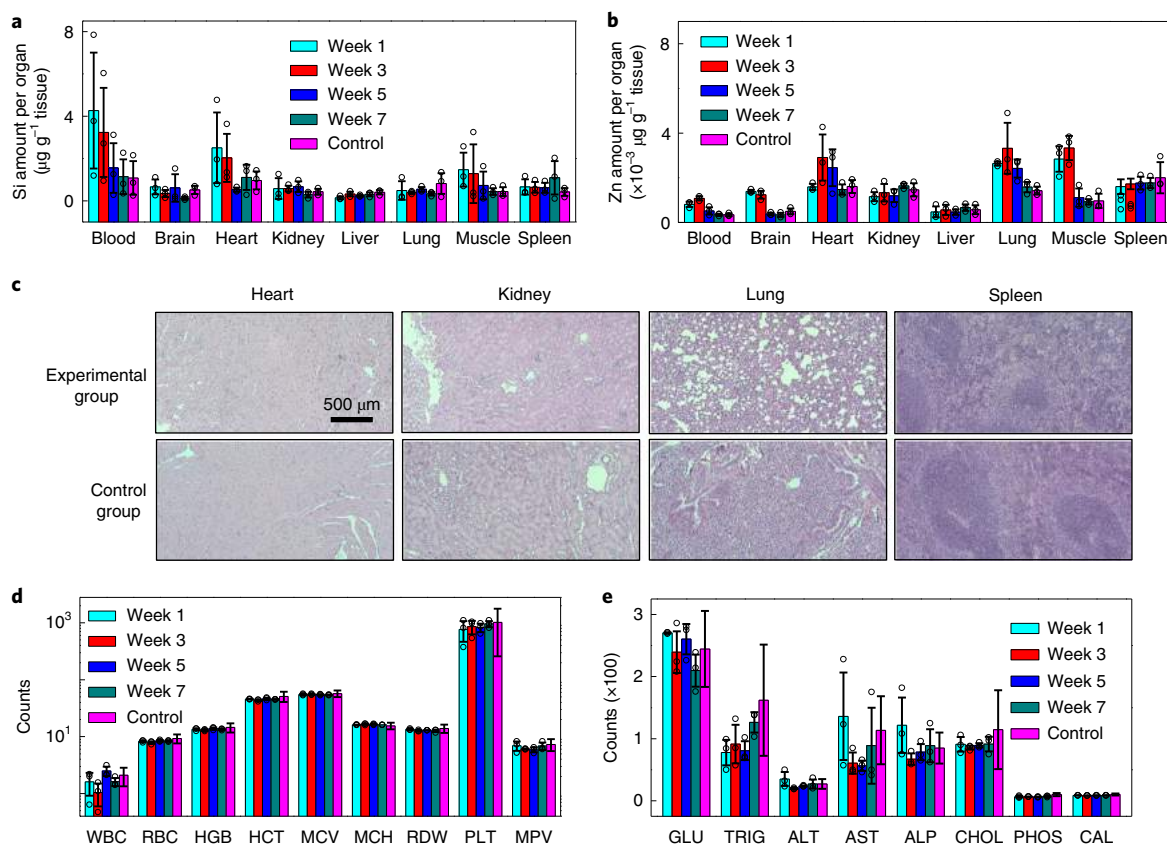 a
8
4
0
Si amount per organ
(µg g⁻¹ tissue)
Week 1
Week 3
Week 5
Week 7
Control
Blood Brain Heart Kidney Liver Lung Muscle Spleen
b
8
4
0
Zn amount per organ
(×10⁻³ µg g⁻¹ tissue)
Week 1
Week 3
Week 5
Week 7
Control
Blood Brain Heart Kidney Liver Lung Muscle Spleen
c
Heart Kidney Lung Spleen
Experimental
group
500 µm
Control
group
d
10³
10¹
Counts
Week 1
Week 3
Week 5
Week 7
Control
WBC RBC HGB HCT MCV MCH RDW PLT MPV
e
3
2
1
0
Counts (×100)
Week 1
Week 3
Week 5
Week 7
Control
GLU TRIG ALT AST ALP CHOL PHOS CAL